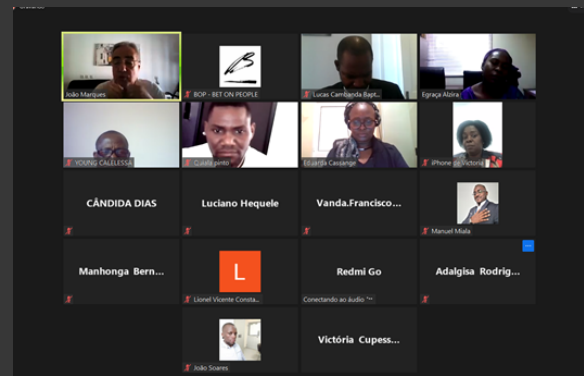 João Marques
BOP - BET ON PEOPLE
Lucas Cambanda Bapt...
Egraça Alzira
YOUNG CALELESSA
pinto
Eduarda Cassange
iPhone de Victoria
CÂNDIDA DIAS
Luciano Hequele
Vanda.Francisco...
Manuel Miala
Manhonga Bern...
L
Lionel Vicente Consta...
Redmi Go
Conectando ao áudio
Adalgisa Rodrig...
João Soares
Victória Cupess...